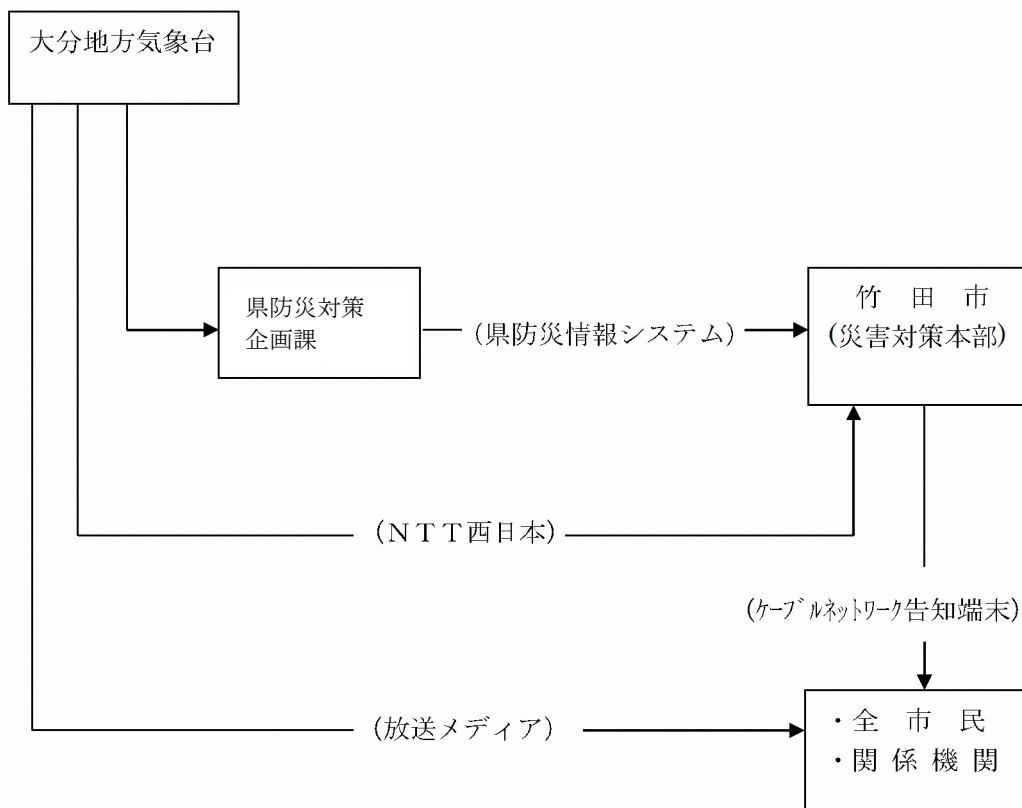 大分地方気象台
県防災対策
企画課
(県防災情報システム)
竹　田　市
(災害対策本部)
(ＮＴＴ西日本)
(ｹｰﾌﾞﾙﾈｯﾄﾜｰｸ告知端末)
(放送メディア)
・全　市　民
・関 係 機 関